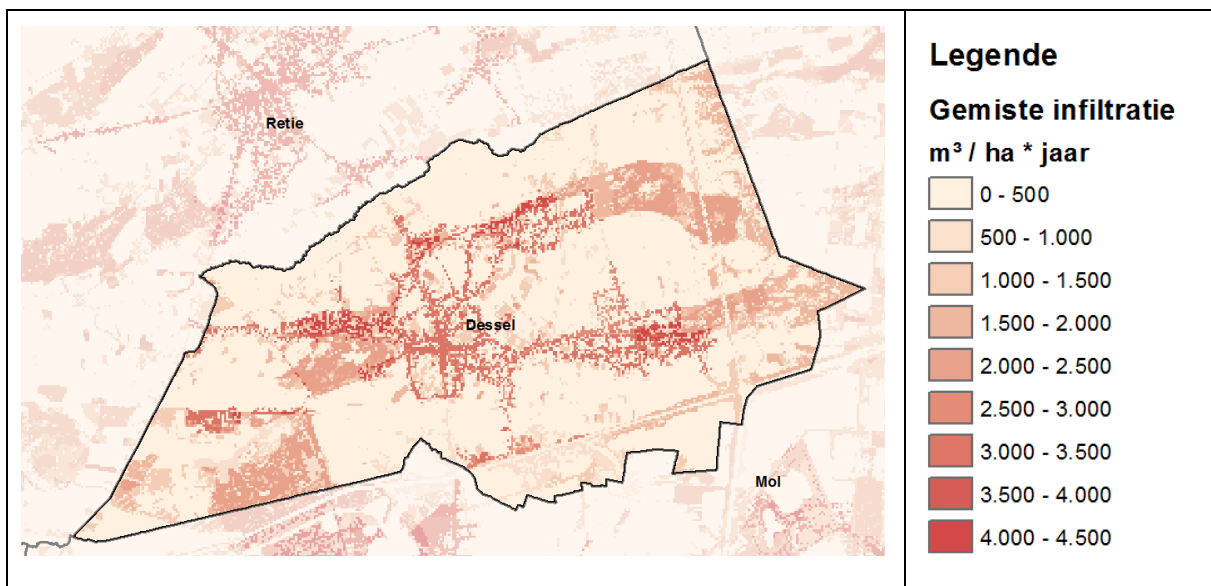 Retie
Dessel
Mol
Legende
Gemiste infiltratie
m³ / ha * jaar
0 - 500
500 - 1.000
1.000 - 1.500
1.500 - 2.000
2.000 - 2.500
2.500 - 3.000
3.000 - 3.500
3.500 - 4.000
4.000 - 4.500